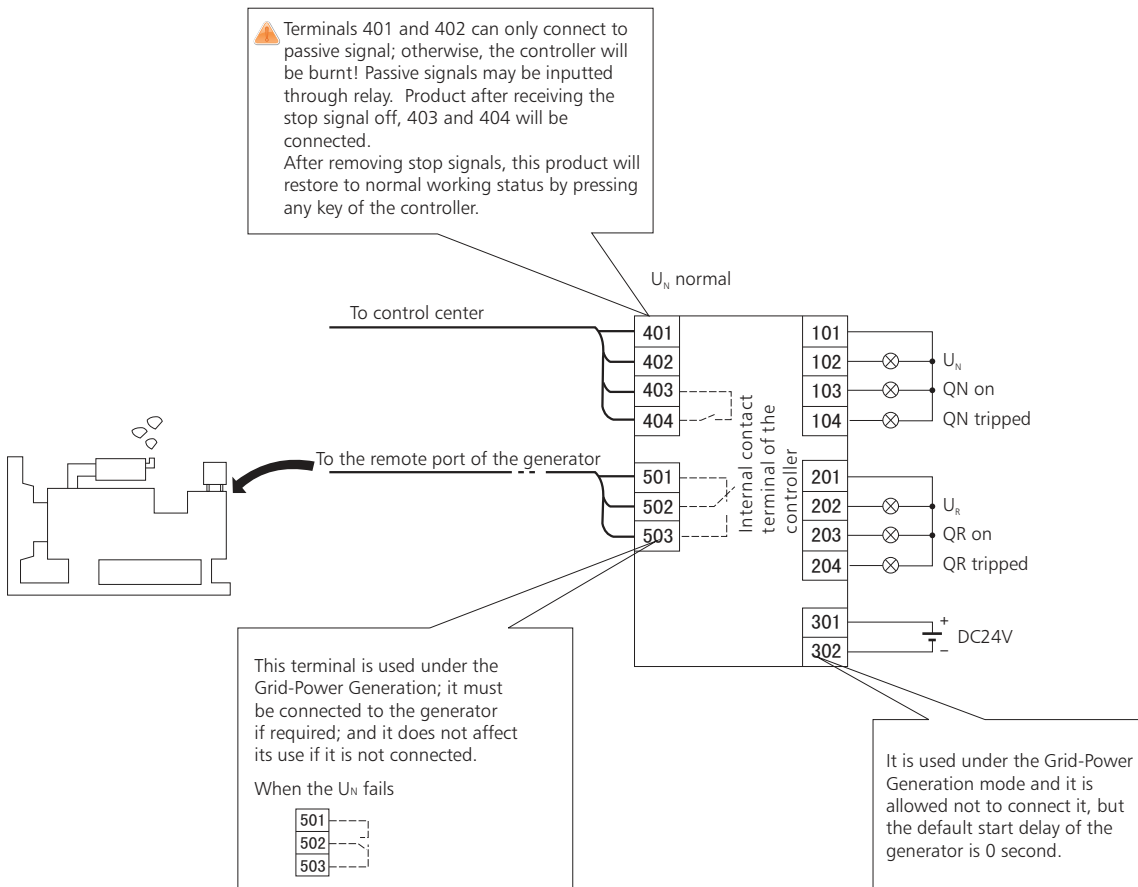 Terminals 401 and 402 can only connect to
passive signal; otherwise, the controller will
be burnt! Passive signals may be inputted
through relay.  Product after receiving the
stop signal off, 403 and 404 will be
connected.
After removing stop signals, this product will
restore to normal working status by pressing
any key of the controller.
UN normal
To control center
401
402
403
404
To the remote port of the generator
501
502
503
Internal contact
terminal of the
controller
101
102
103
104
UN
QN on
QN tripped
201
202
203
204
UR
QR on
QR tripped
301
302
+
−
DC24V
This terminal is used under the
Grid-Power Generation; it must
be connected to the generator
if required; and it does not affect
its use if it is not connected.
When the UN fails
501
502
503
It is used under the Grid-Power
Generation mode and it is
allowed not to connect it, but
the default start delay of the
generator is 0 second.